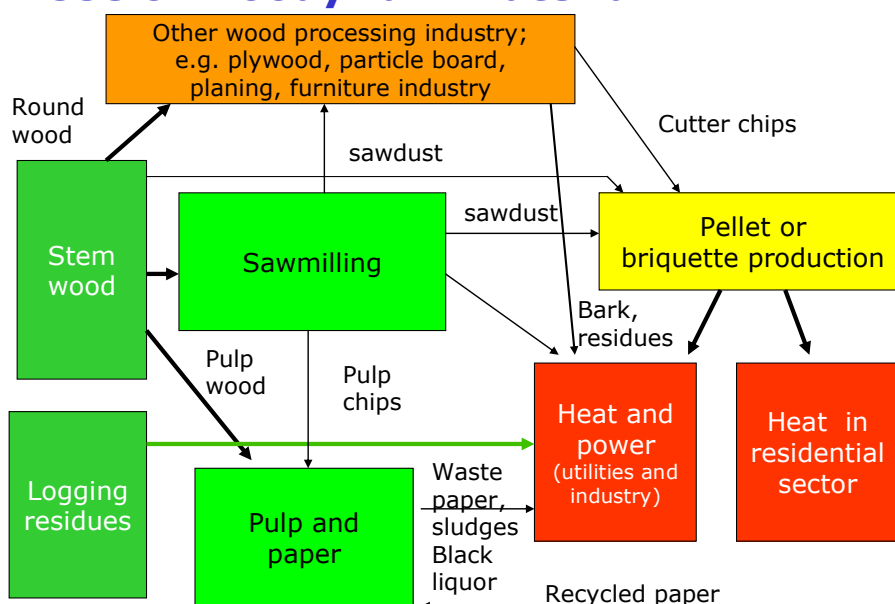 Other wood processing industry;
e.g. plywood, particle board,
planing, furniture industry
Round
wood
Cutter chips
sawdust
sawdust
Stem
wood
Sawmilling
Pellet or
briquette production
Bark,
residues
Pulp
wood
Pulp
chips
Heat and
power
(utilities and
industry)
Heat in
residential
sector
Logging
residues
Pulp and
paper
Waste
paper,
sludges
Black
liquor
Recycled paper